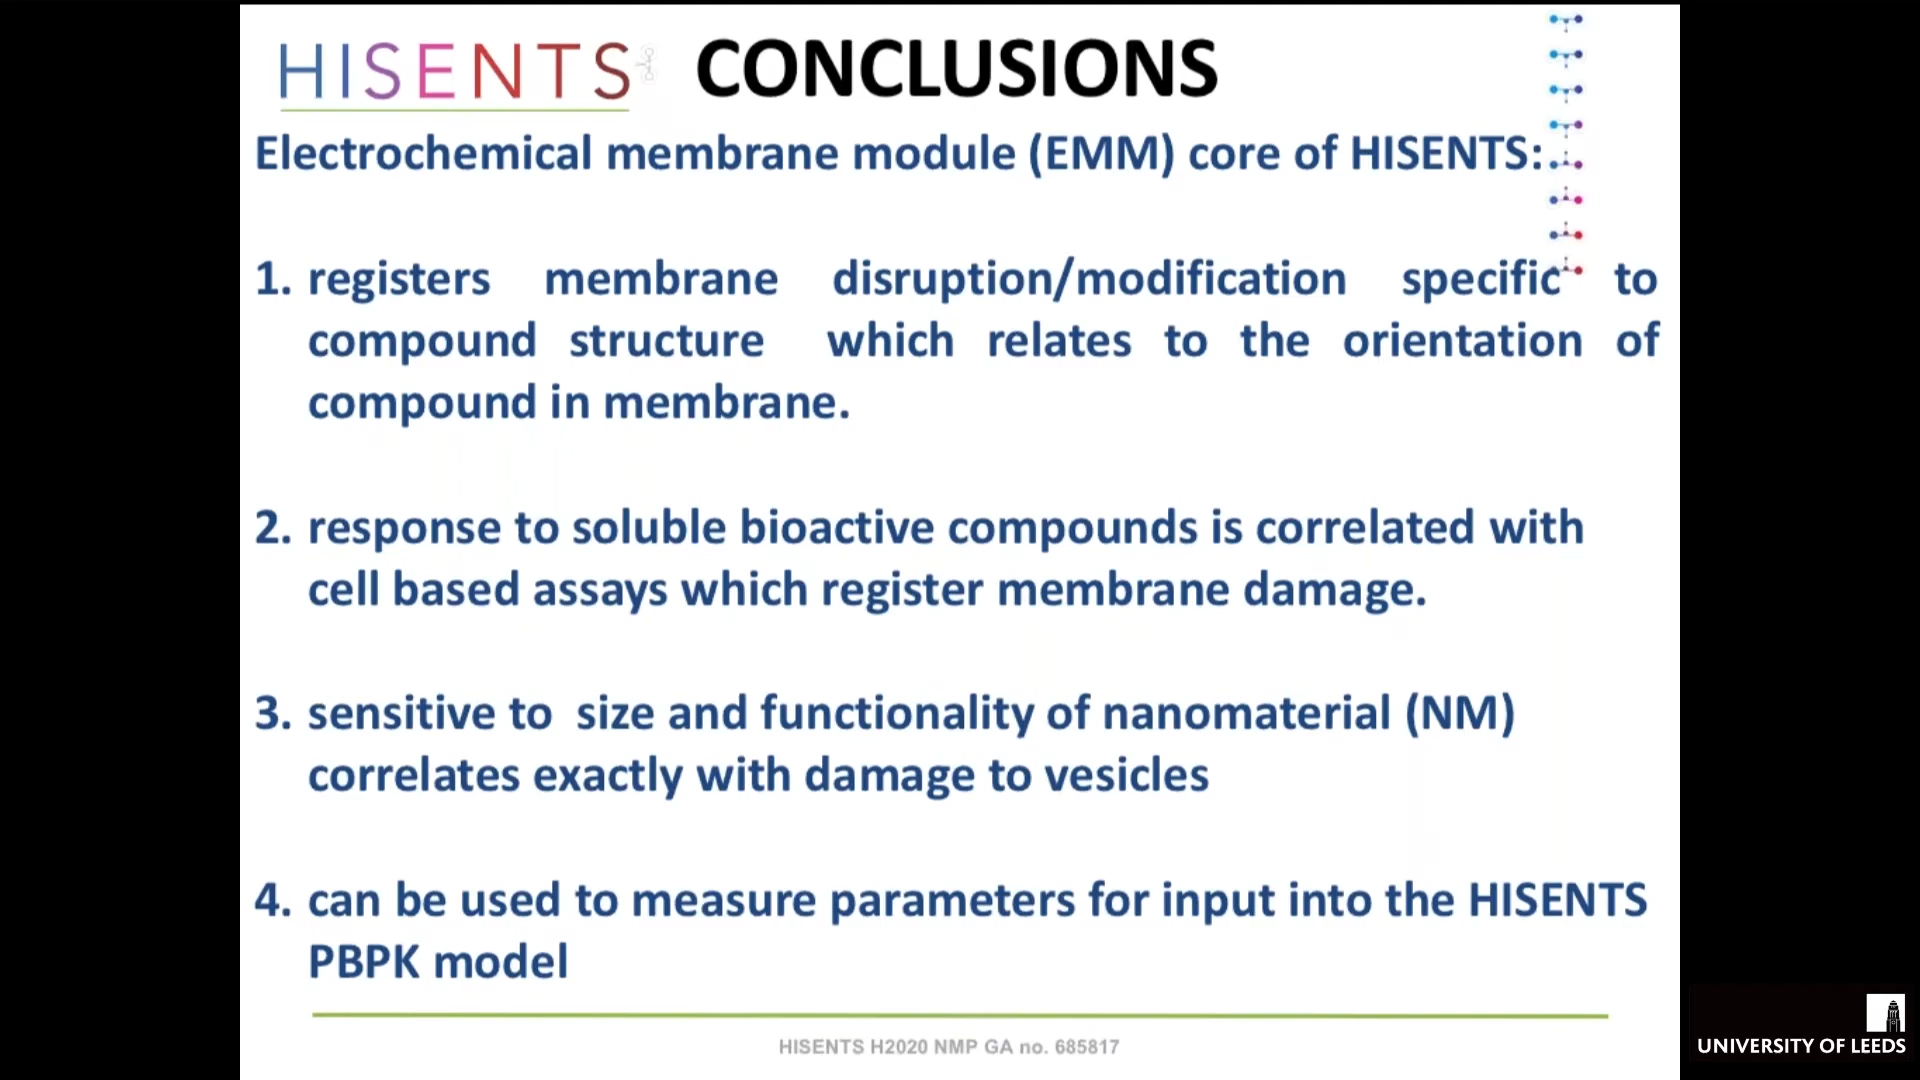 HISENTS CONCLUSIONS
Electrochemical membrane module (EMM) core of HISENTS:
1. registers membrane disruption/modification specific to
compound structure which relates to the orientation of
compound in membrane.
2. response to soluble bioactive compounds is correlated with
cell based assays which register membrane damage.
3. sensitive to size and functionality of nanomaterial (NM)
correlates exactly with damage to vesicles
4. can be used to measure parameters for input into the HISENTS
PBPK model
HISENTS H2020 NMP GA no. 685817
UNIVERSITY OF LEEDS